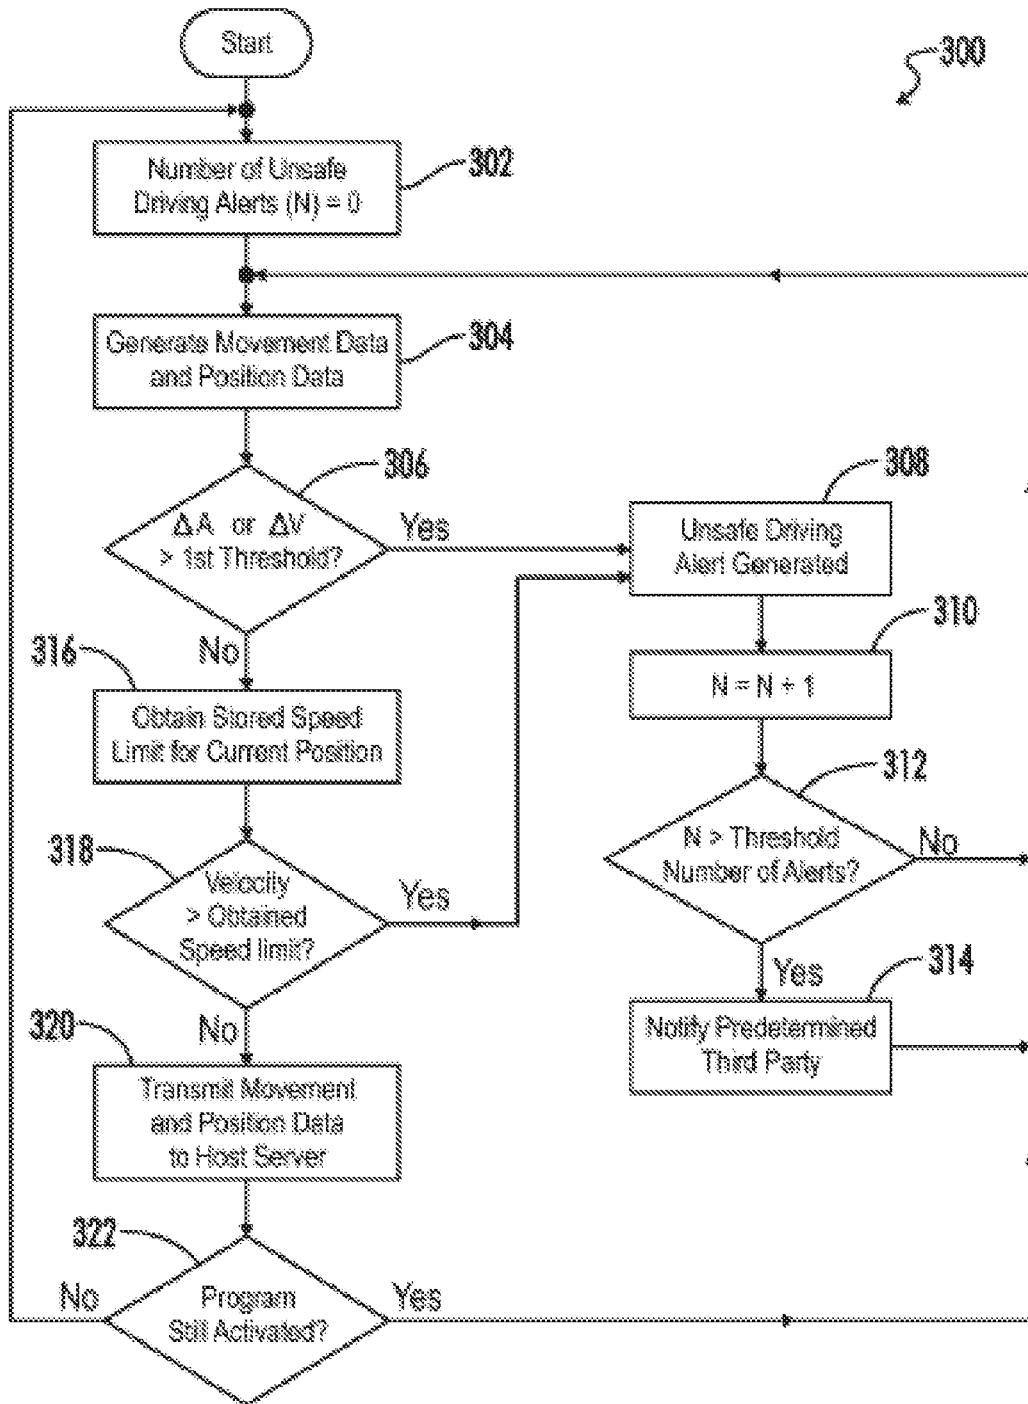 Start
300
Number of Unsafe
Driving Alerts (N) = 0
302
Generate Movement Data
and Position Data
304
306
ΔA or ΔV
> 1st Threshold?
Yes
No
308
Unsafe Driving
Alert Generated
310
N = N + 1
312
N > Threshold
Number of Alerts?
No
Yes
314
Notify Predetermined
Third Party
316
Obtain Stored Speed
Limit for Current Position
318
Velocity
> Obtained
Speed limit?
Yes
No
320
Transmit Movement
and Position Data
to Host Server
322
No
Program
Still Activated?
Yes